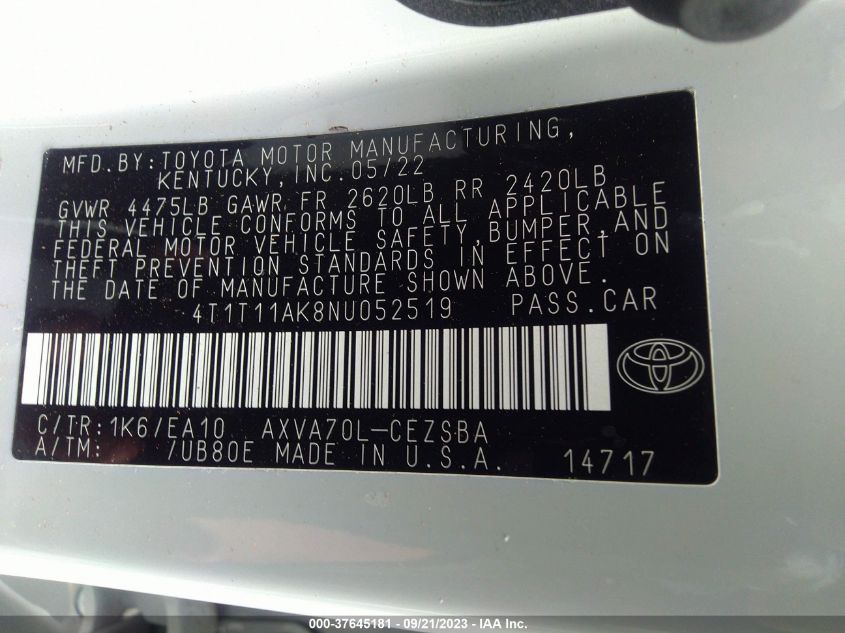 MFD.BY:TOYOTA MOTOR MANUFACTURING,
KENTUCKY,INC.05/22
GVWR 4475LB GAWR FR 2620LB RR 2420LB
THIS VEHICLE CONFORMS TO ALL APPLICABLE
FEDERAL MOTOR VEHICLE SAFETY,BUMPER,AND
THEFT PREVENTION STANDARDS IN EFFECT ON
THE DATE OF MANUFACTURE SHOWN ABOVE.
4T1T11AK8NU052519 PASS.CAR
C/TR:1K6/EA10 AXVA70L-CEZSBA
A/TM: /UB80E MADE IN U.S.A. 14717
000-37645181 - 09/21/2023 - IAA Inc.